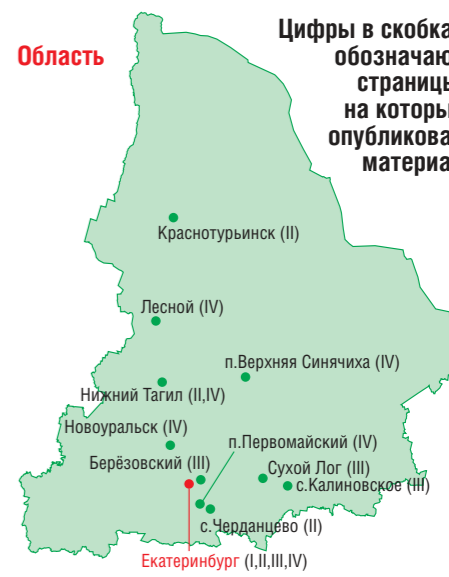 Область
Цифры в скобка
обозначаю
страниць
на которы
опубликова
материа
Краснотурьинск (II)
Лесной (IV)
п.Верхняя Синячиха (IV)
Нижний Тагил (II,IV)
Новоуральск (IV)
п.Первомайский (IV)
Берёзовский (III)
Сухой Лог (III)
с.Калиновское (III)
с.Черданцево (II)
Екатеринбург (I,II,III,IV)